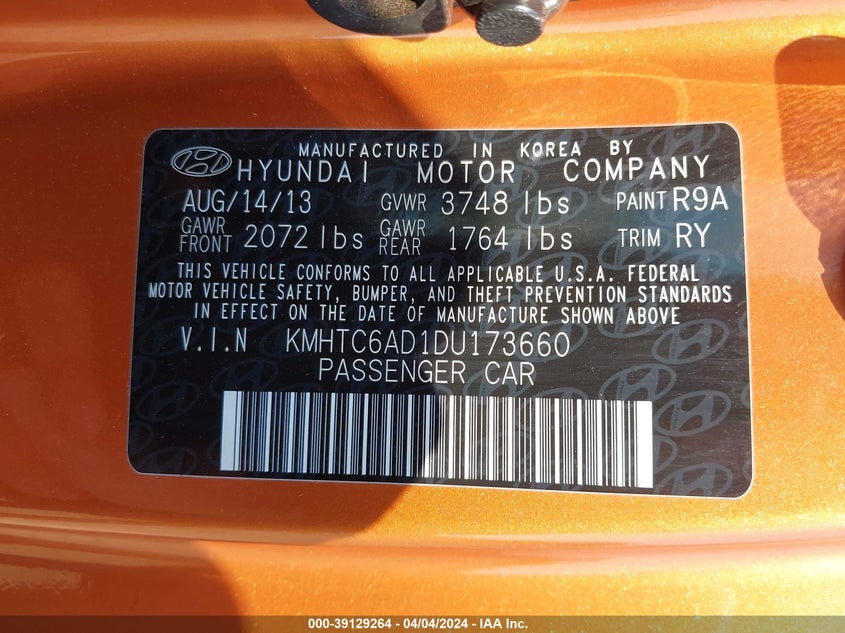 MANUFACTURED IN KOREA BY
HYUNDAI MOTOR COMPANY
AUG/14/13 GVWR 3748 lbs PAINT R9A
GAWR FRONT 2072 lbs GAWR REAR 1764 lbs TRIM RY
THIS VEHICLE CONFORMS TO ALL APPLICABLE U.S.A. FEDERAL
MOTOR VEHICLE SAFETY, BUMPER, AND THEFT PREVENTION STANDARDS
IN EFFECT ON THE DATE OF MANUFACTURE SHOWN ABOVE.
V.I.N KMHTC6AD1DU173660
PASSENGER CAR
000-39129264 - 04/04/2024 - IAA Inc.